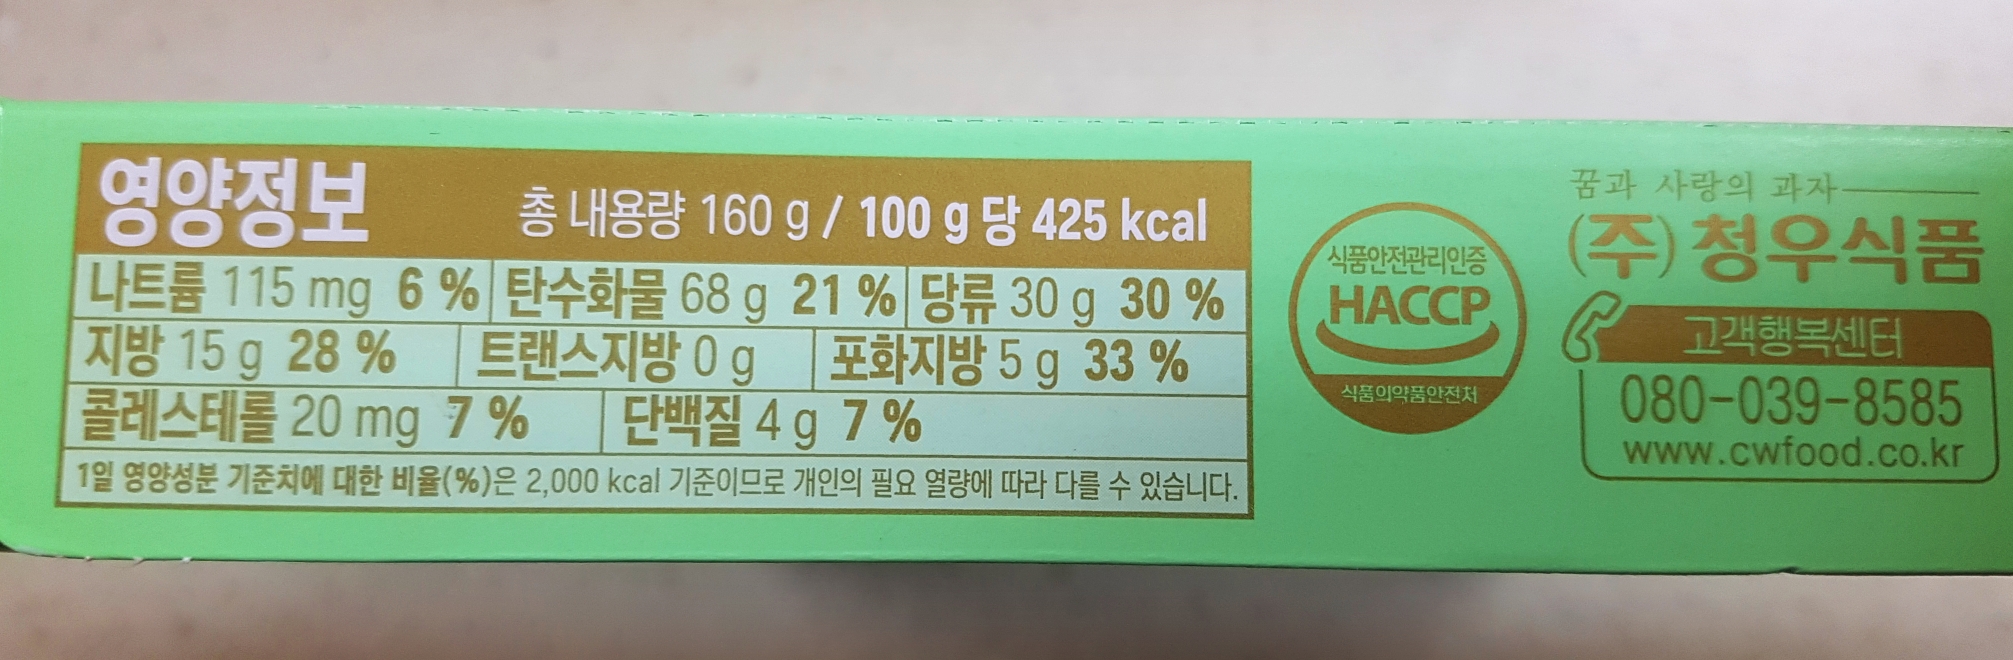 영양정보 총 내용량 160 g / 100 g 당 425 kcal
나트륨 115 mg 6 % 탄수화물 68 g 21 % 당류 30 g 30 %
지방 15 g 28 % 트랜스지방 0 g 포화지방 5 g 33 %
콜레스테롤 20 mg 7 % 단백질 4 g 7 %
1일 영양성분 기준치에 대한 비율(%)은 2,000 kcal 기준이므로 개인의 필요 열량에 따라 다를 수 있습니다.
식품안전관리인증
HACCP
식품의약품안전처
꿈과 사랑의 과자
(주)청우식품
고객행복센터
080-039-8585
www.cwfood.co.kr